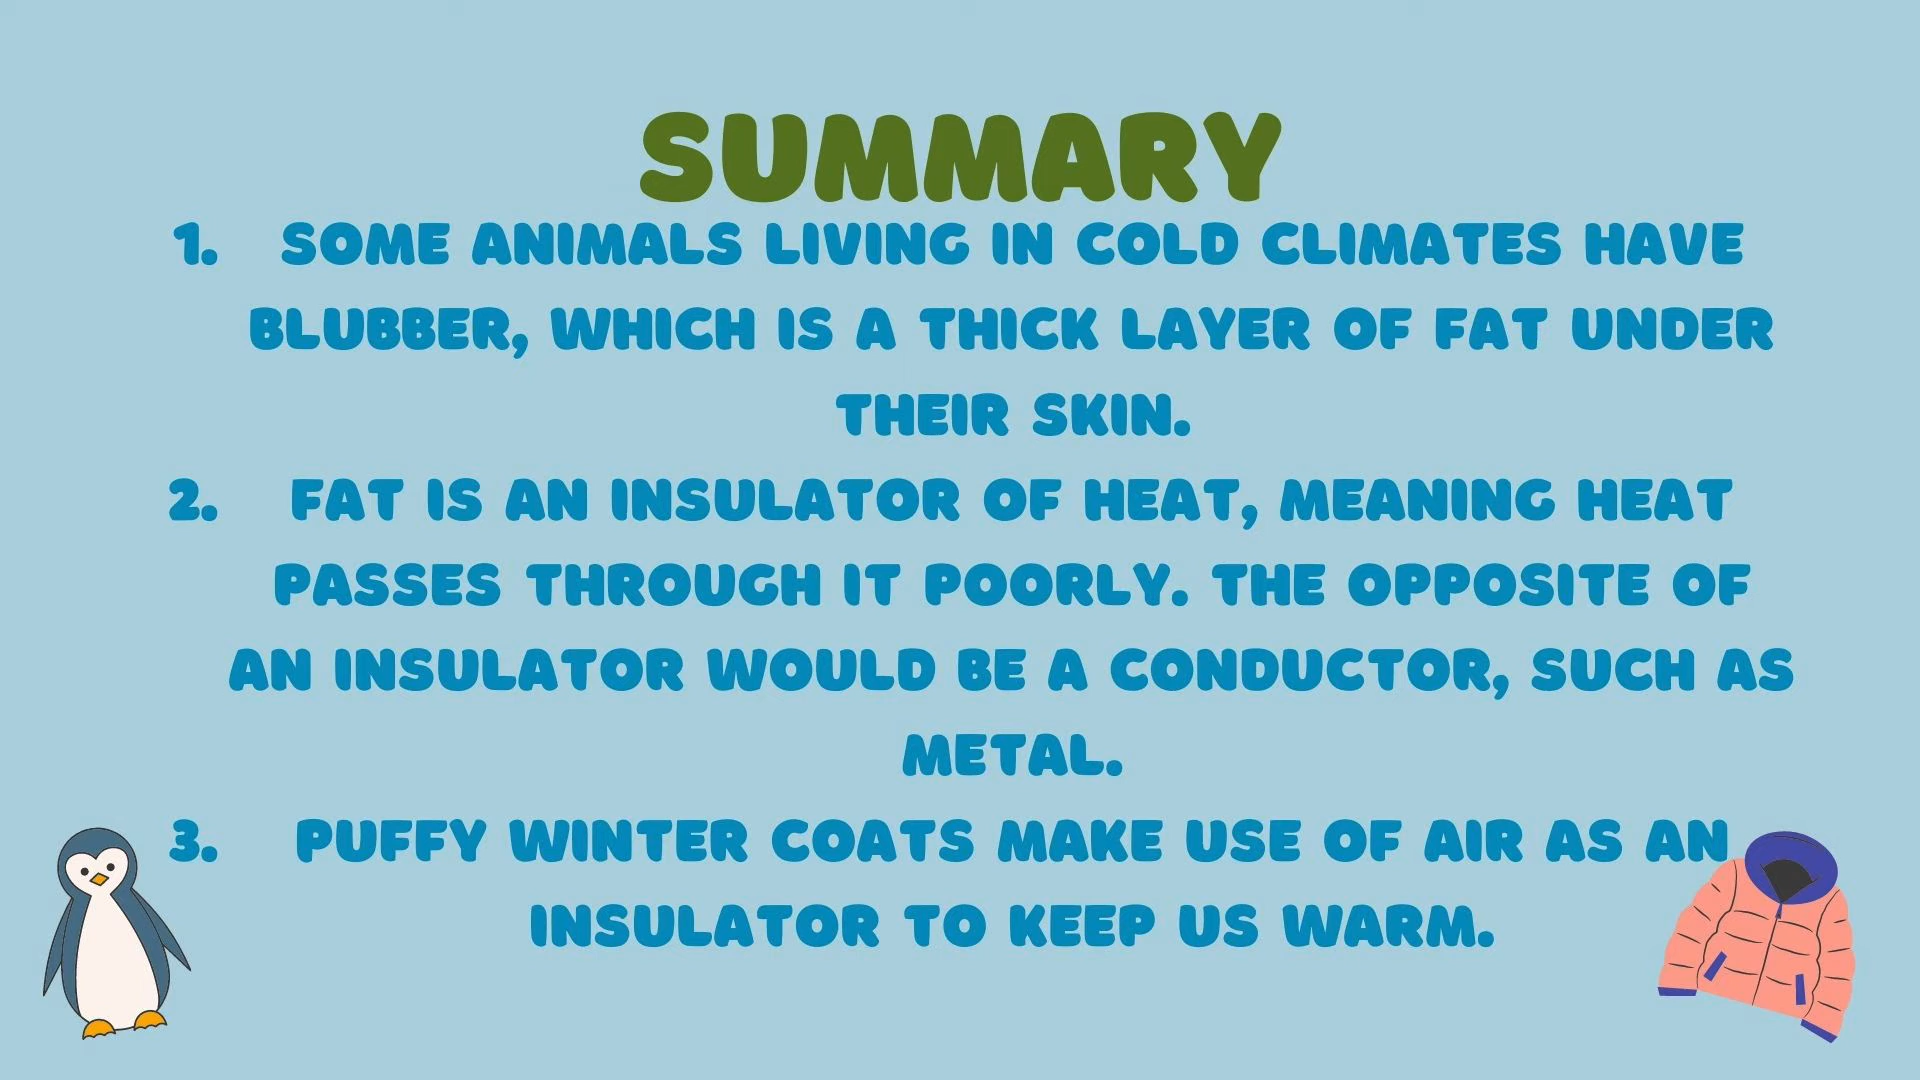 SUMMARY
1. SOME ANIMALS LIVING IN COLD CLIMATES HAVE
BLUBBER, WHICH IS A THICK LAYER OF FAT UNDER
THEIR SKIN.
2. FAT IS AN INSULATOR OF HEAT, MEANING HEAT
PASSES THROUGH IT POORLY. THE OPPOSITE OF
AN INSULATOR WOULD BE A CONDUCTOR, SUCH AS
METAL.
3. PUFFY WINTER COATS MAKE USE OF AIR AS AN
INSULATOR TO KEEP US WARM.